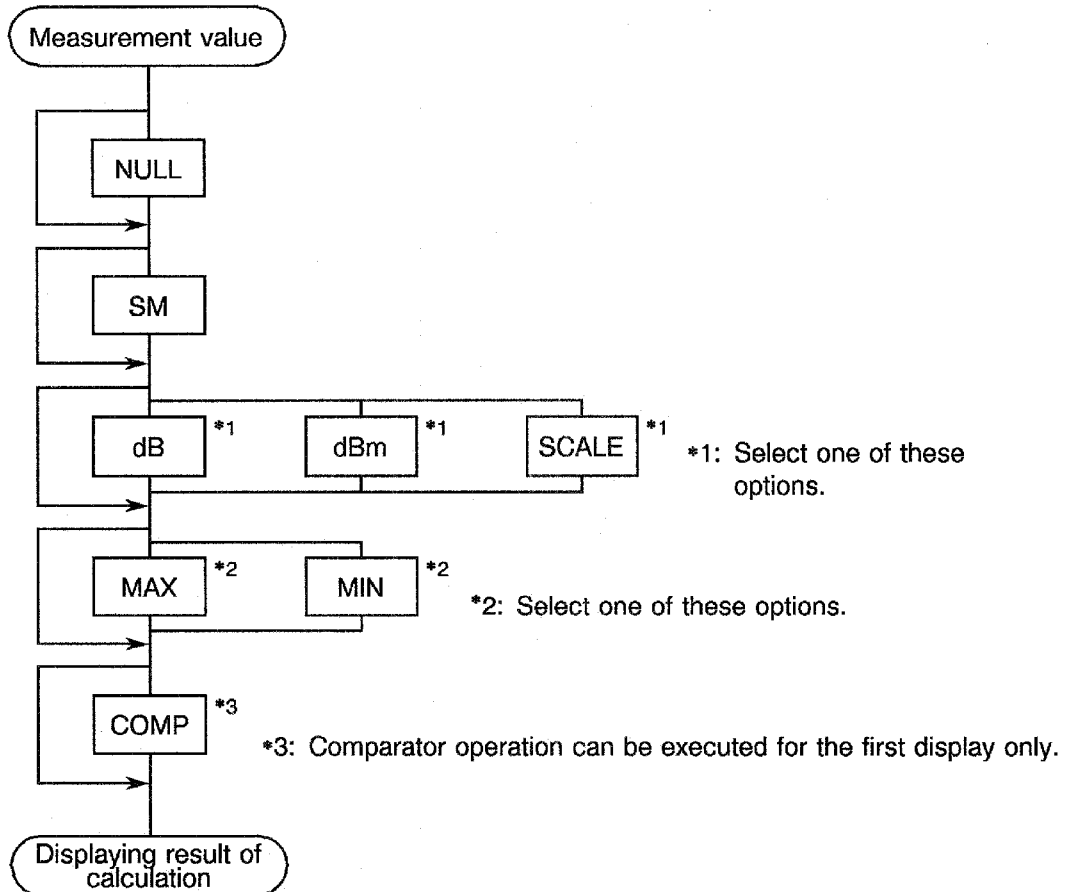 Measurement value
NULL
SM
dB *1 dBm *1 SCALE *1
*1: Select one of these
options.
MAX *2 MIN *2
*2: Select one of these options.
COMP *3
*3: Comparator operation can be executed for the first display only.
Displaying result of
calculation